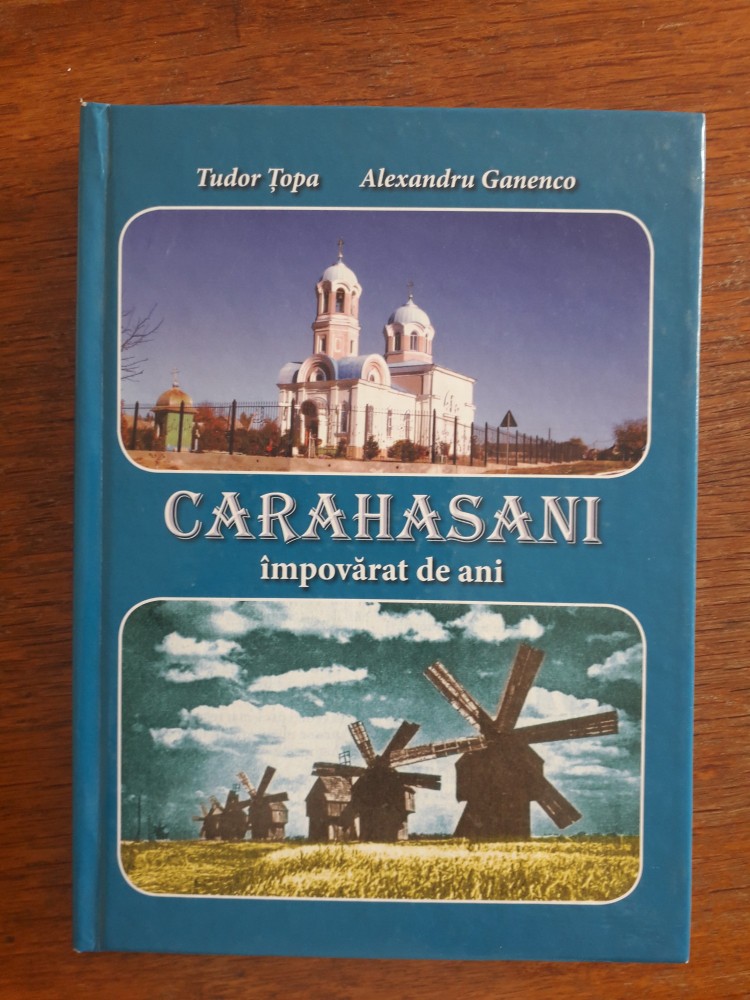 Tudor Țopa Alexandru Ganenco
CARAHASANI
împovărat de ani